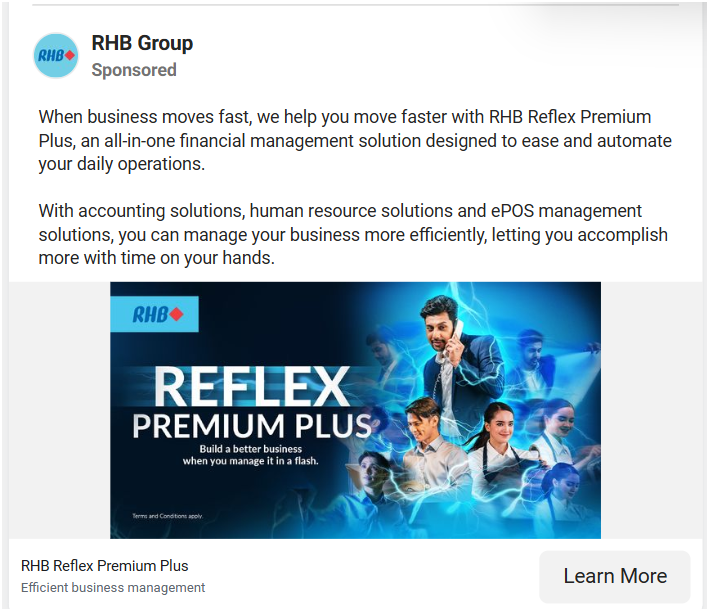 RHB
RHB Group
Sponsored
When business moves fast, we help you move faster with RHB Reflex Premium
Plus, an all-in-one financial management solution designed to ease and automate
your daily operations.
With accounting solutions, human resource solutions and ePOS management
solutions, you can manage your business more efficiently, letting you accomplish
more with time on your hands.
RHB
REFLEX
PREMIUM PLUS
Build a better business
when you manage it in a flash.
Terms and Conditions apply.
RHB Reflex Premium Plus
Efficient business management
Learn More